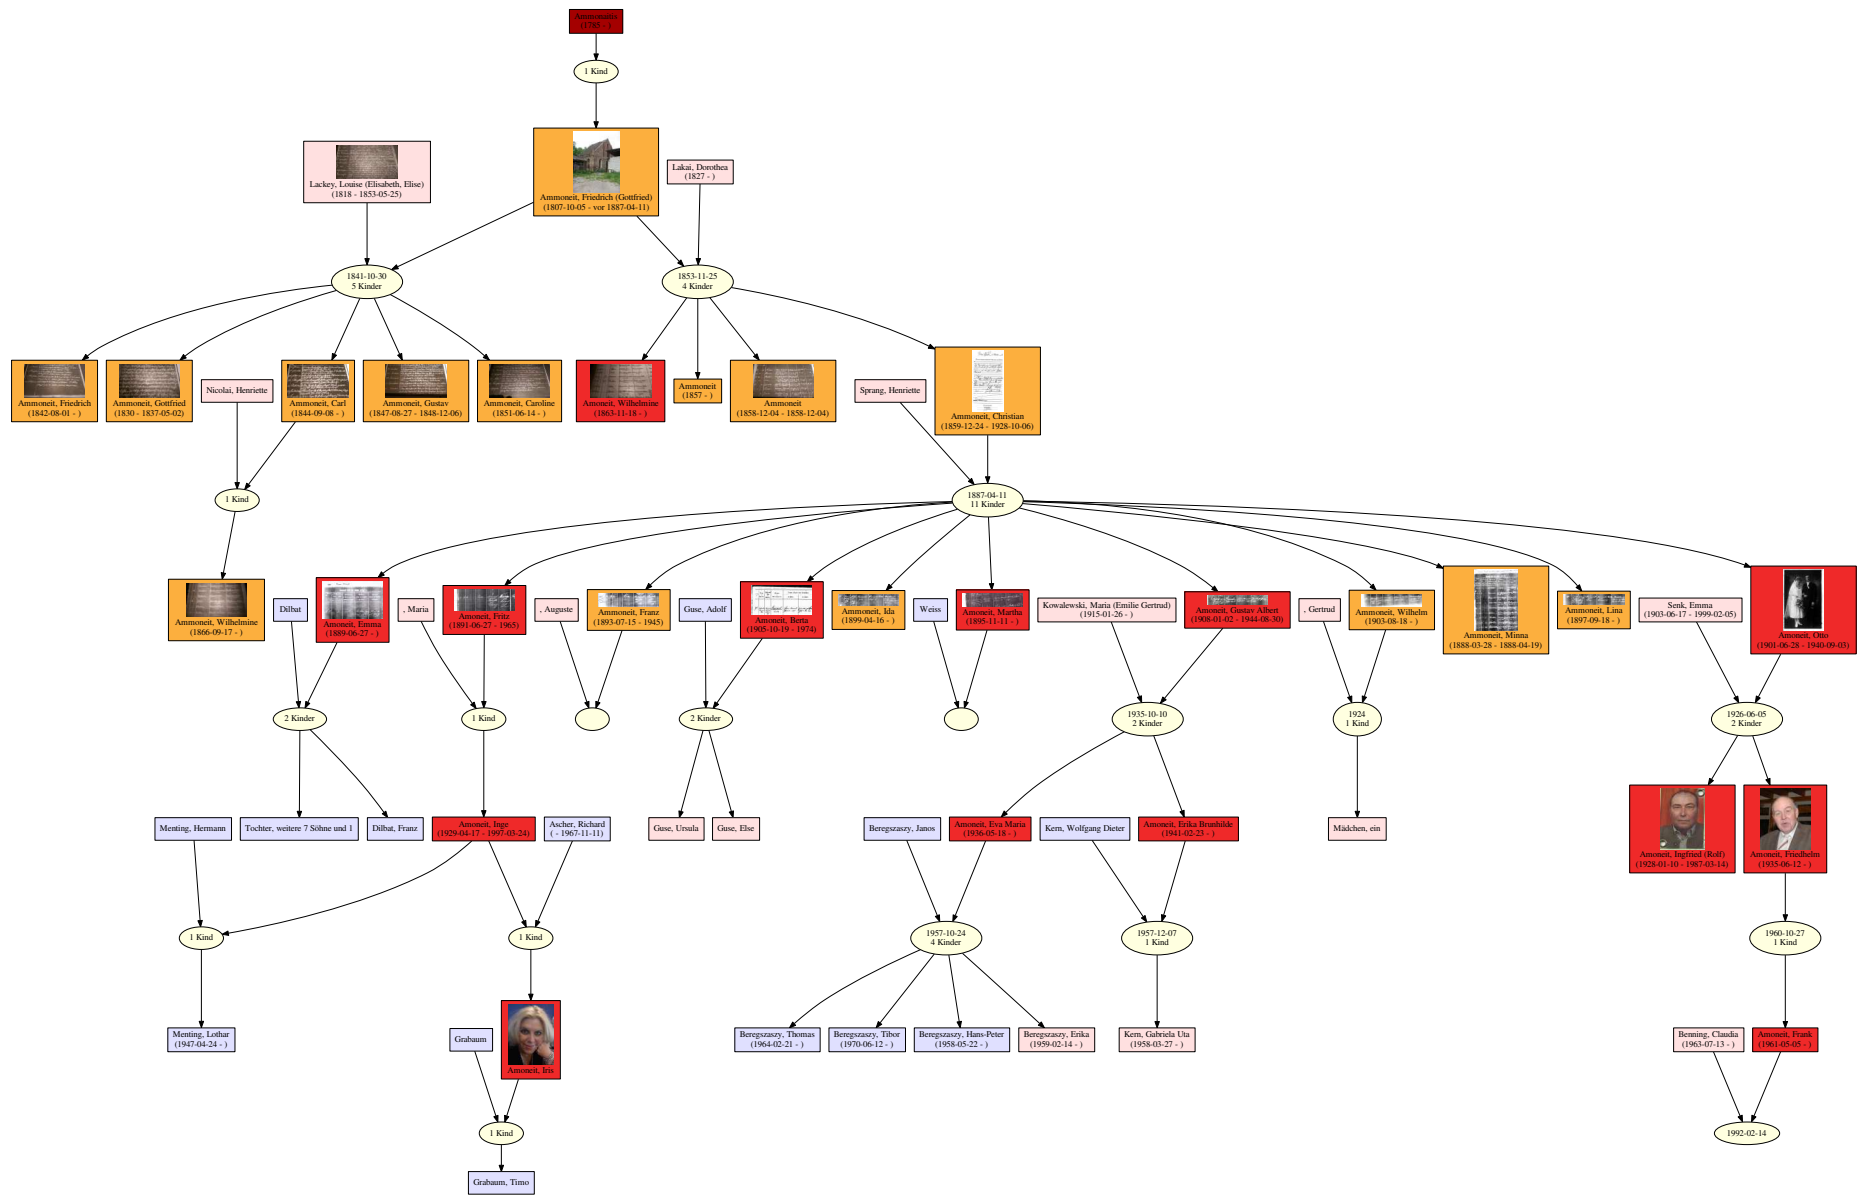 (1785 - )
1 Kind
Lackey, Louise (Elisabeth, Elise)
(1818 - 1853-05-25)
Ammoneit, Friedrich (Gottfried)
(1807-10-05 - vor 1887-04-11)
Lakai, Dorothea
(1827 - )
1841-10-30
5 Kinder
1853-11-25
4 Kinder
Ammoneit, Friedrich
(1842-08-01 - )
Ammoneit, Gottfried
(1830 - 1837-05-02)
Nicolai, Henriette
Ammoneit, Carl
(1844-09-08 - )
Ammoneit, Gustav
(1847-08-27 - 1848-12-06)
Ammoneit, Caroline
(1851-06-14 - )
Amoneit, Wilhelmine
(1863-11-18 - )
Ammoneit
(1857 - )
Ammoneit
(1858-12-04 - 1858-12-04)
Sprang, Henriette
Ammoneit, Christian
(1859-12-24 - 1928-10-06)
1 Kind
1887-04-11
11 Kinder
Ammoneit, Wilhelmine
(1866-09-17 - )
Dilbat
Amoneit, Emma
(1889-06-27 - )
, Maria
Amoneit, Fritz
(1891-06-27 - 1965)
, Auguste
Ammoneit, Franz
(1893-07-15 - 1945)
Guse, Adolf
Amoneit, Berta
(1905-10-19 - 1974)
Ammoneit, Ida
(1899-04-16 - )
Weiss
Amoneit, Martha
(1895-11-11 - )
Kowalewski, Maria (Emilie Gertrud)
(1915-01-26 - )
Amoneit, Gustav Albert
(1908-01-02 - 1944-08-30)
, Gertrud
Ammoneit, Wilhelm
(1903-08-18 - )
Ammoneit, Minna
(1888-03-28 - 1888-04-19)
Ammoneit, Lina
(1897-09-18 - )
Senk, Emma
(1903-06-17 - 1999-02-05)
Amoneit, Otto
(1901-06-28 - 1940-09-03)
2 Kinder
1 Kind
2 Kinder
1935-10-10
2 Kinder
1924
1 Kind
1926-06-05
2 Kinder
Menting, Hermann
Tochter, weitere 7 Söhne und 1
Dilbat, Franz
Amoneit, Inge
(1929-04-17 - 1997-03-24)
Ascher, Richard
( - 1967-11-11)
Guse, Ursula
Guse, Else
Beregszaszy, Janos
Amoneit, Eva Maria
(1936-05-18 - )
Kern, Wolfgang Dieter
Amoneit, Erika Brunhilde
(1941-02-23 - )
Mädchen, ein
Amoneit, Ingfried (Rolf)
(1928-01-10 - 1987-03-14)
Amoneit, Friedhelm
(1935-06-12 - )
1 Kind
1 Kind
1957-10-24
4 Kinder
1957-12-07
1 Kind
1960-10-27
1 Kind
Menting, Lothar
(1947-04-24 - )
Grabaum
Amoneit, Iris
Beregszaszy, Thomas
(1964-02-21 - )
Beregszaszy, Tibor
(1970-06-12 - )
Beregszaszy, Hans-Peter
(1958-05-22 - )
Beregszaszy, Erika
(1959-02-14 - )
Kern, Gabriela Uta
(1958-03-27 - )
Benning, Claudia
(1963-07-13 - )
Amoneit, Frank
(1961-05-05 - )
1 Kind
1992-02-14
Grabaum, Timo